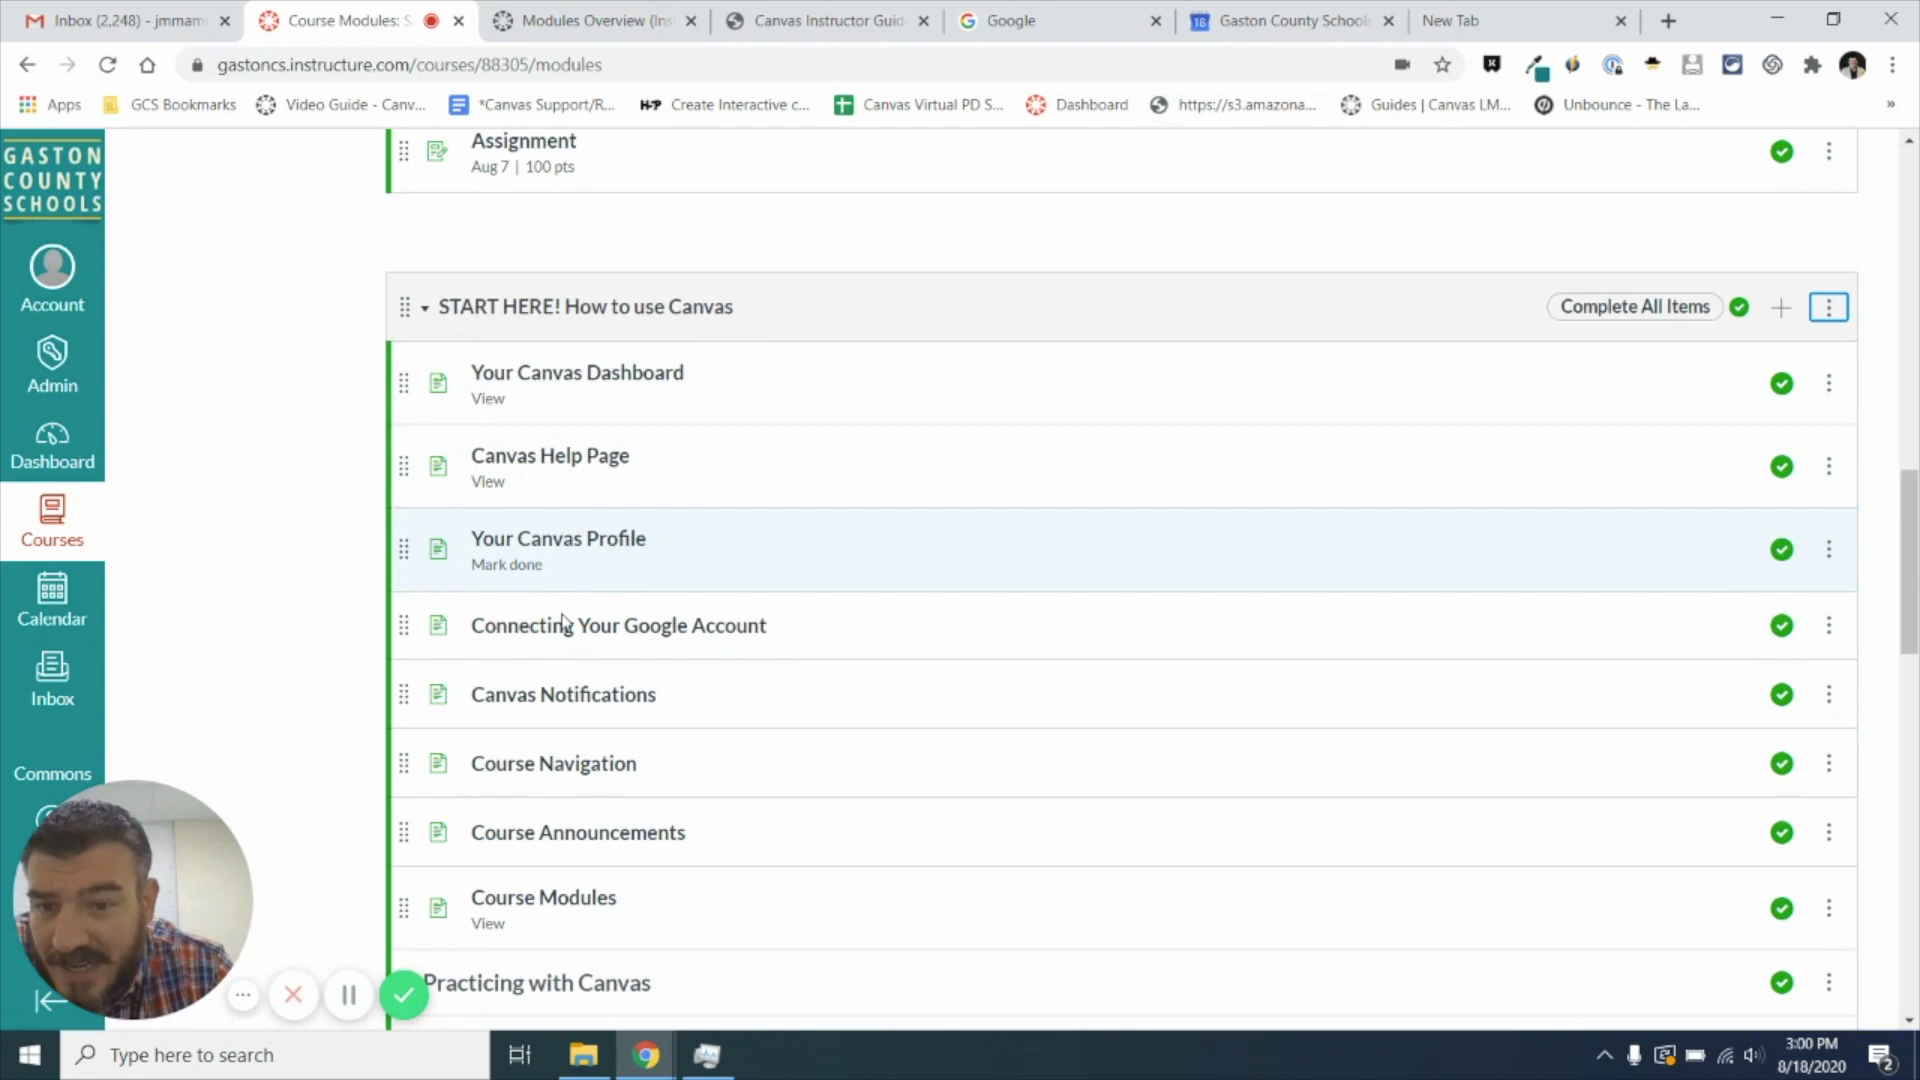 Inbox (2,248) - jmmam
Course Modules: S
Modules Overview (Ins
Canvas Instructor Guid
Google
18
Gaston County Schools
New Tab
gastoncs.instructure.com/courses/88305/modules
Apps
GCS Bookmarks
Video Guide - Canv...
*Canvas Support/R...
H-P
Create Interactive c...
Canvas Virtual PD S...
Dashboard
https://s3.amazona...
Guides | Canvas LM...
Unbounce - The La...
»
GASTON
COUNTY
SCHOOLS
Account
Admin
Dashboard
Courses
Calendar
Inbox
Commons
Assignment
Aug 7 | 100 pts
START HERE! How to use Canvas
Complete All Items
Your Canvas Dashboard
View
Canvas Help Page
View
Your Canvas Profile
Mark done
Connecting Your Google Account
Canvas Notifications
Course Navigation
Course Announcements
Course Modules
View
Practicing with Canvas
Type here to search
3:00 PM
8/18/2020
2